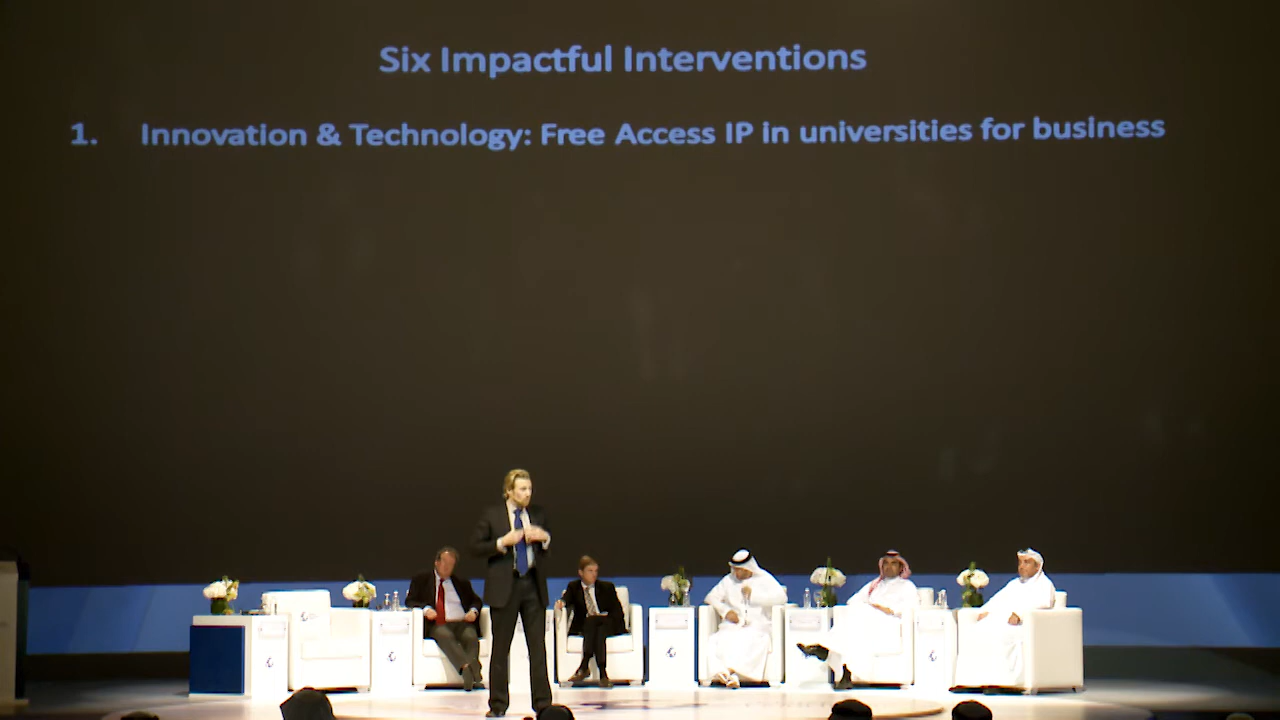 Six Impactful Interventions
1. Innovation & Technology: Free Access IP in universities for business